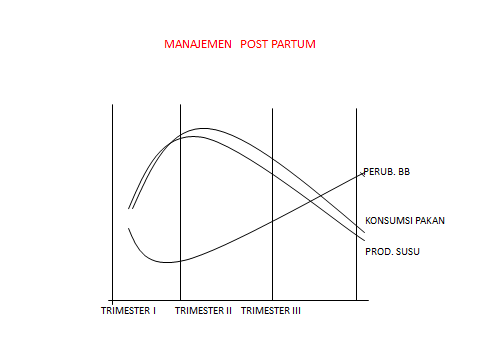 MANAJEMEN POST PARTUM
PERUB. BB
KONSUMSI PAKAN
PROD. SUSU
TRIMESTER I TRIMESTER II TRIMESTER III